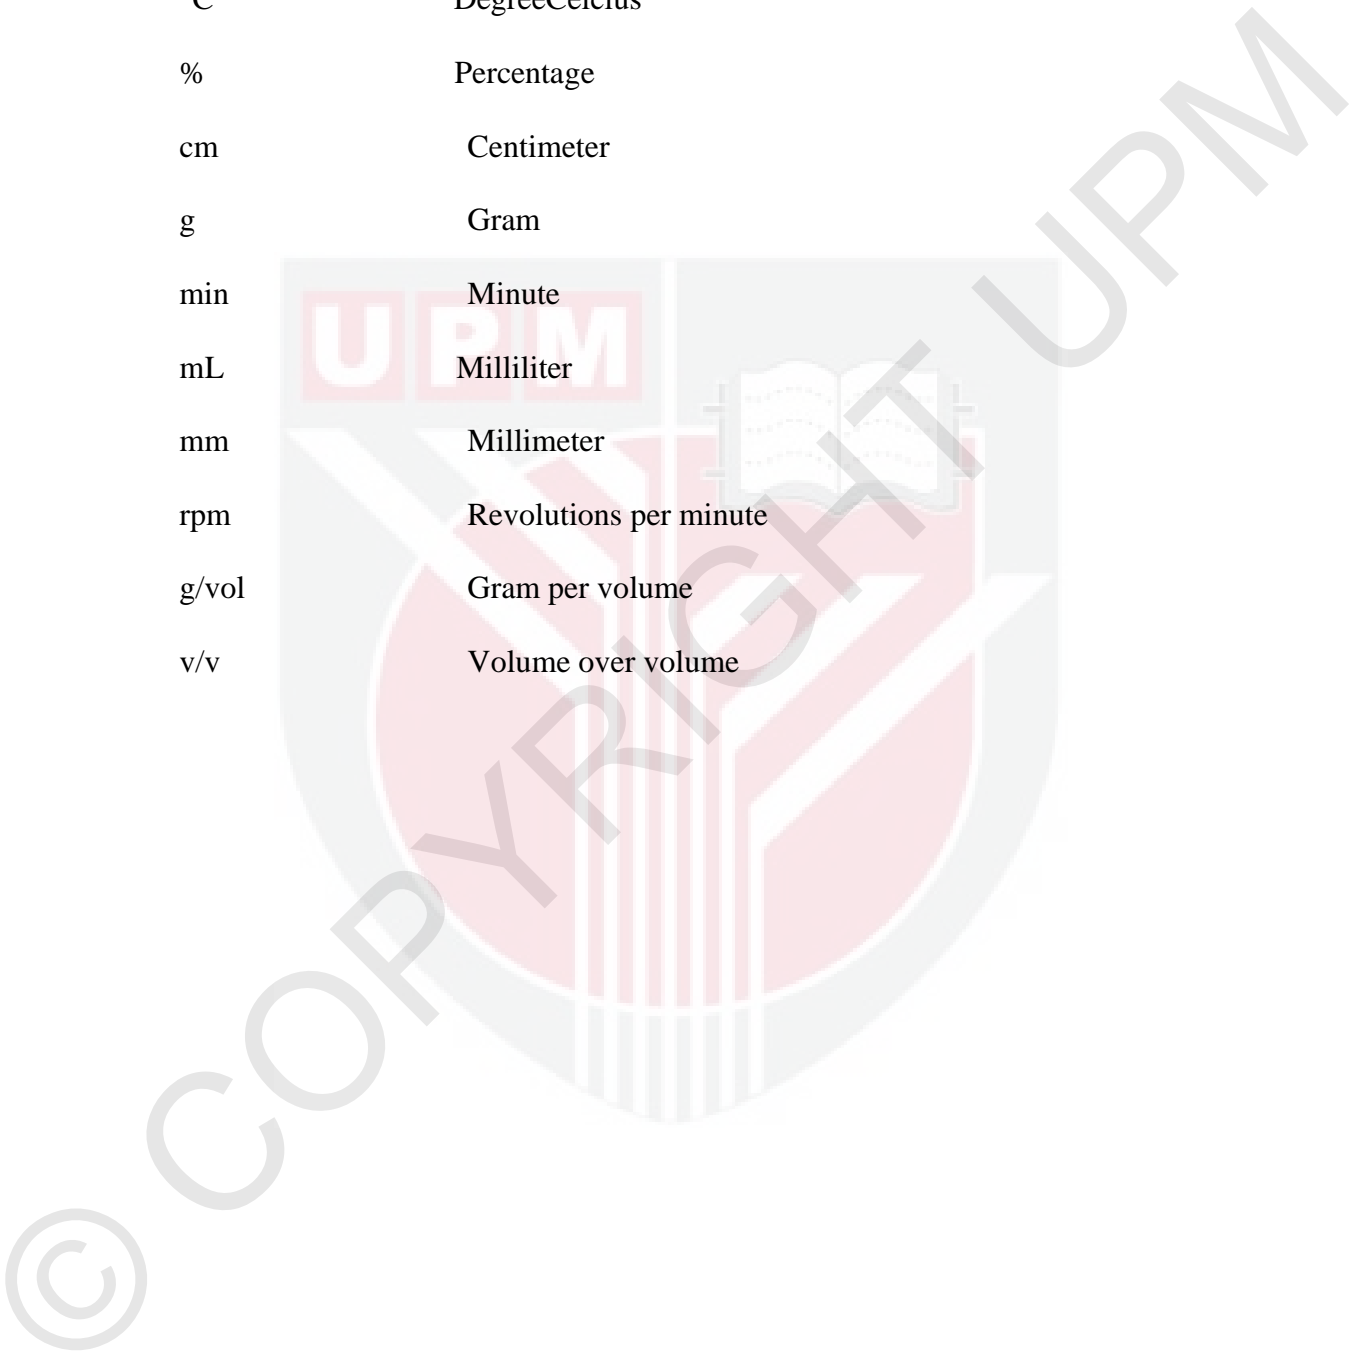 °C DegreeCelcius
% Percentage
cm Centimeter
g Gram
min Minute
mL Milliliter
mm Millimeter
rpm Revolutions per minute
g/vol Gram per volume
v/v Volume over volume
UPM
© COPYRIGHT UPM